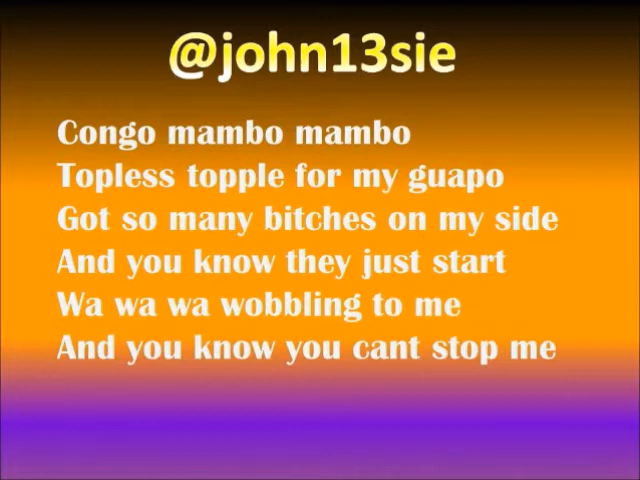 @john13sie
Congo mambo mambo
Topless topple for my guapo
Got so many bitches on my side
And you know they just start
Wa wa wa wobbling to me
And you know you cant stop me